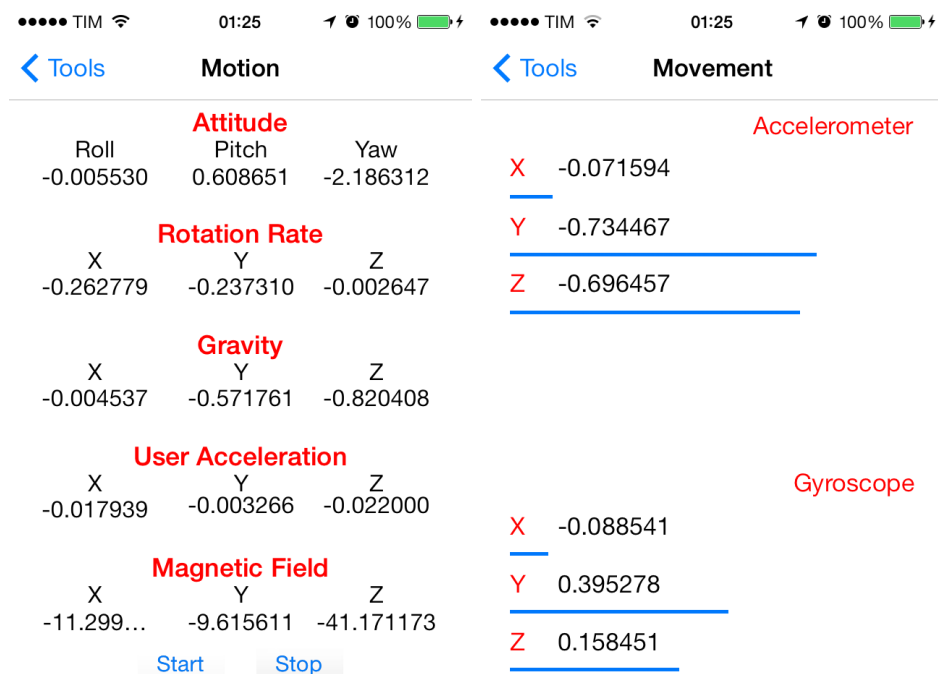 TIM 01:25 100%
Tools Motion
Attitude
Roll Pitch Yaw
-0.005530 0.608651 -2.186312
Rotation Rate
X Y Z
-0.262779 -0.237310 -0.002647
Gravity
X Y Z
-0.004537 -0.571761 -0.820408
User Acceleration
X Y Z
-0.017939 -0.003266 -0.022000
Magnetic Field
X Y Z
-11.299... -9.615611 -41.171173
Start Stop
TIM 01:25 100%
Tools Movement
Accelerometer
X -0.071594
Y -0.734467
Z -0.696457
Gyroscope
X -0.088541
Y 0.395278
Z 0.158451